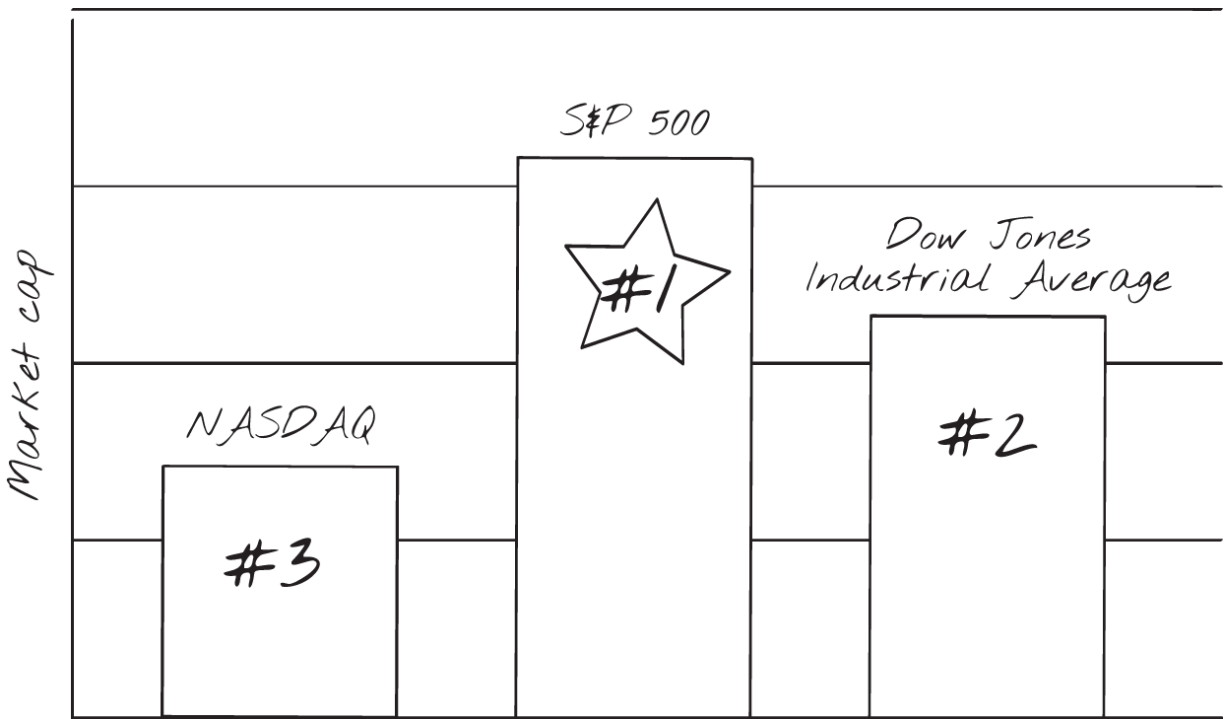 S&P 500
Dow Jones
Industrial Average
#1
Market cap
NASDAQ
#2
#3